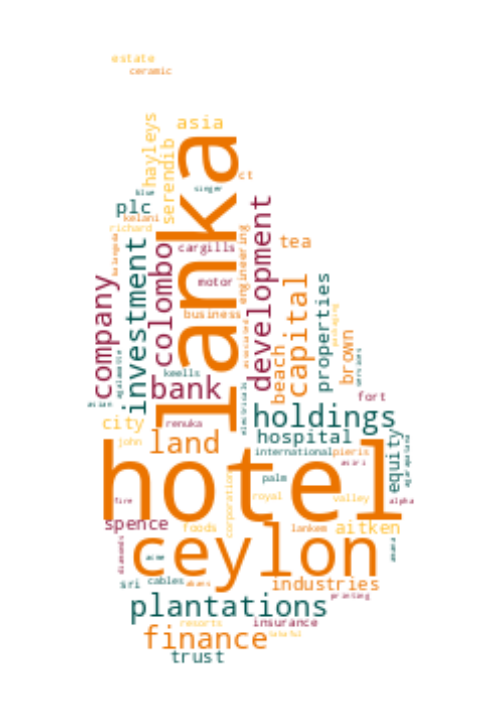 estate
ceramic
asia
hayleys
serendib
lanka
ct
singer
blue
plc
kelani
richard
colombo
cargills
development
engineering
tea
investment
company
motor
capital
properties
business
brown
beach
keells
bank
asian
fort
holdings
city
renuka
land
john
hospital
international
pieris
asiri
equity
hotel
palm
royal
valley
alpha
fire
spence
foods
corporation
lankem
aitken
ceylon
acme
sri
cables
industries
printing
plantations
resorts
insurance
finance
trust